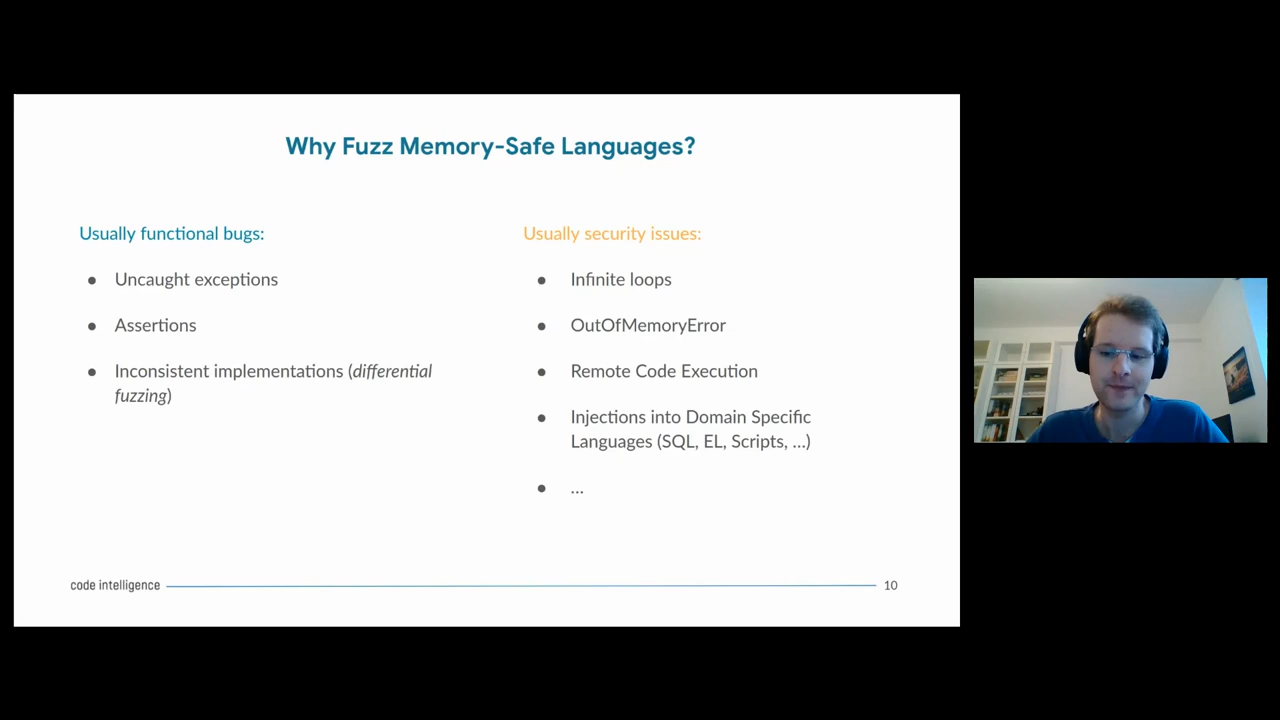 Why Fuzz Memory-Safe Languages?
Usually functional bugs:
● Uncaught exceptions
● Assertions
● Inconsistent implementations (differential
fuzzing)
Usually security issues:
● Infinite loops
● OutOfMemoryError
● Remote Code Execution
● Injections into Domain Specific
Languages (SQL, EL, Scripts, ...)
● ...
code intelligence
10